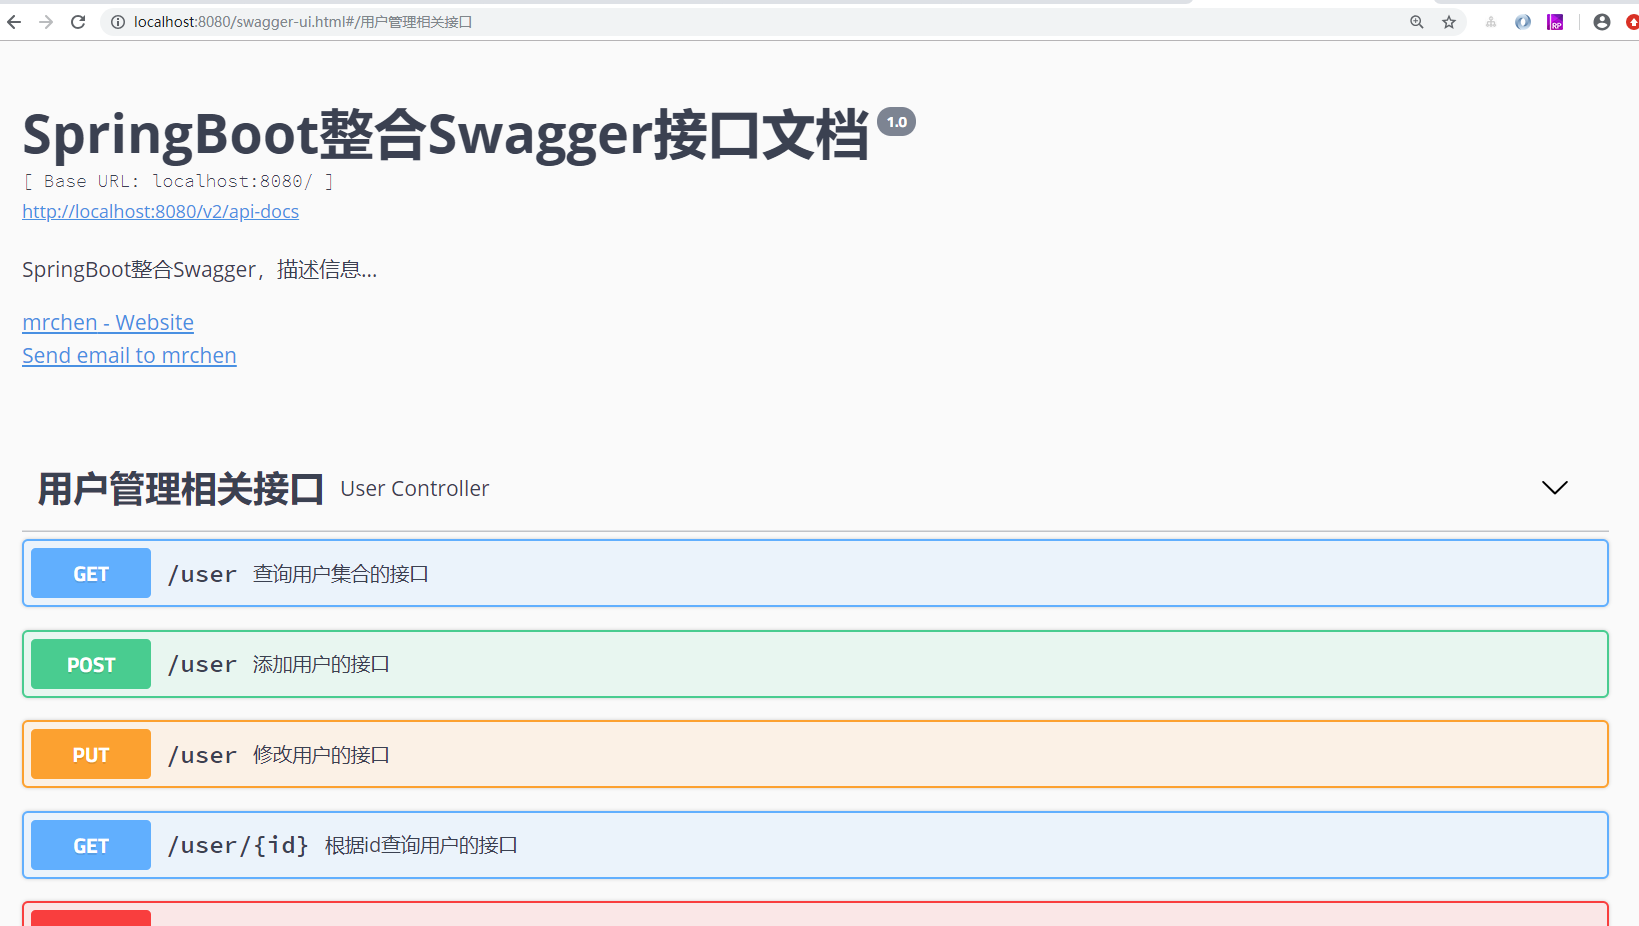 localhost:8080/swagger-ui.html#/用户管理相关接口
RP
SpringBoot整合Swagger接口文档 1.0
[ Base URL: localhost:8080/ ]
http://localhost:8080/v2/api-docs
SpringBoot整合Swagger，描述信息...
mrchen - Website
Send email to mrchen
用户管理相关接口 User Controller
GET /user 查询用户集合的接口
POST /user 添加用户的接口
PUT /user 修改用户的接口
GET /user/{id} 根据id查询用户的接口